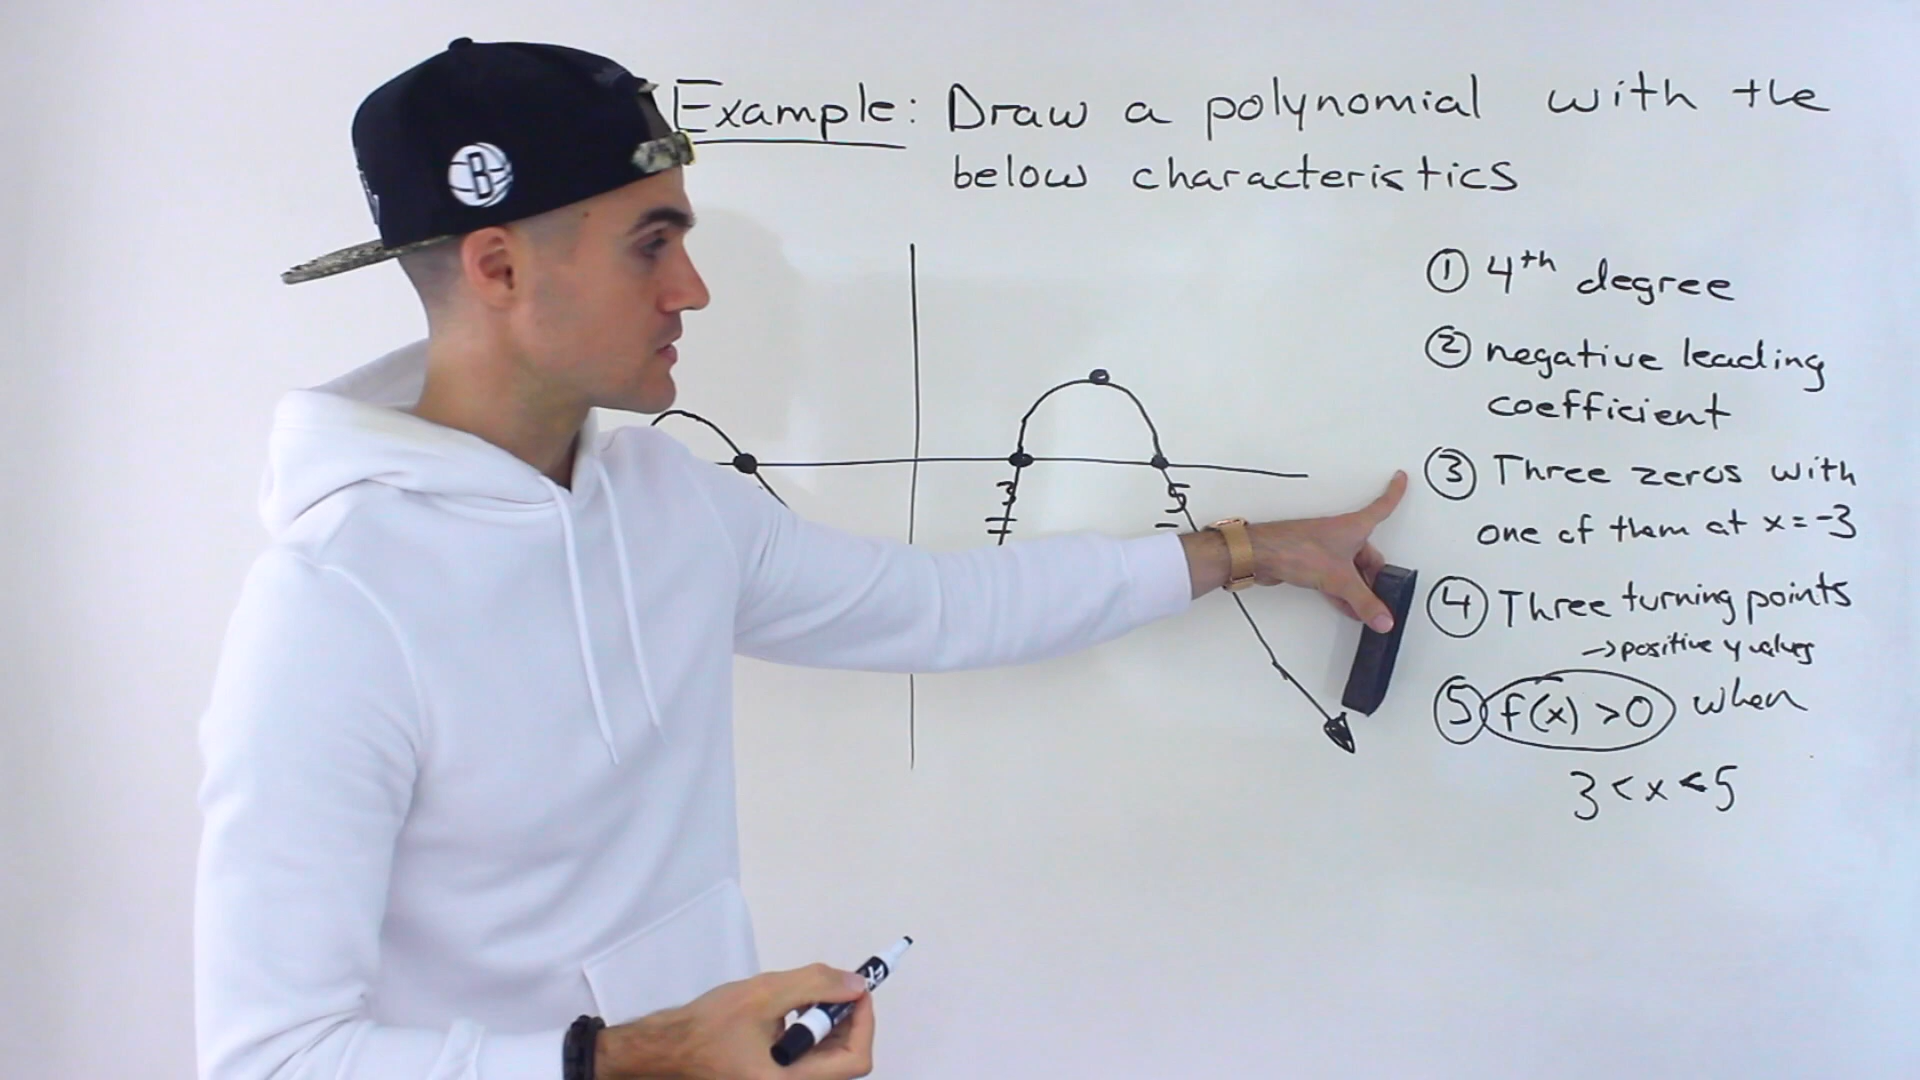 Example: Draw a polynomial with the
below characteristics
① 4th degree
② negative leading
coefficient
③ Three zeros with
one of them at x = -3
④ Three turning points
→ positive y values
⑤ f(x) > 0 when
3 < x < 5
3
5
B